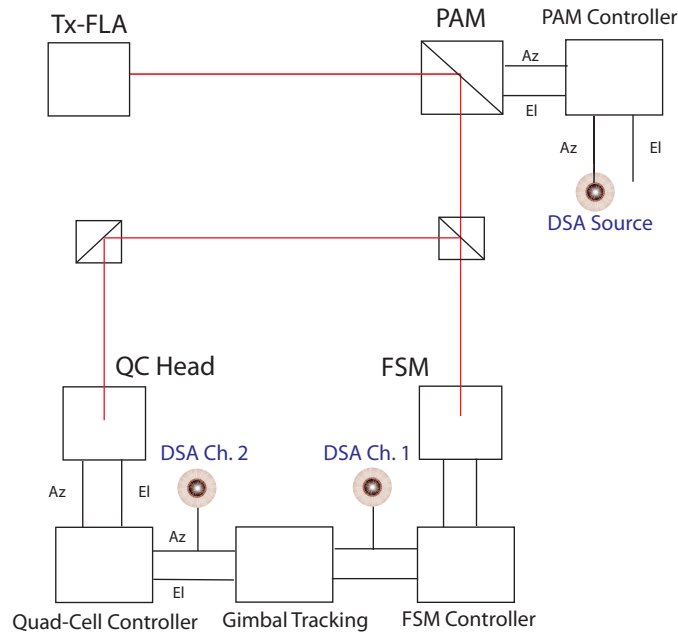 Tx-FLA
PAM
PAM Controller
Az
El
Az
El
DSA Source
QC Head
FSM
DSA Ch. 2
DSA Ch. 1
Az
El
Az
El
Quad-Cell Controller
Gimbal Tracking
FSM Controller